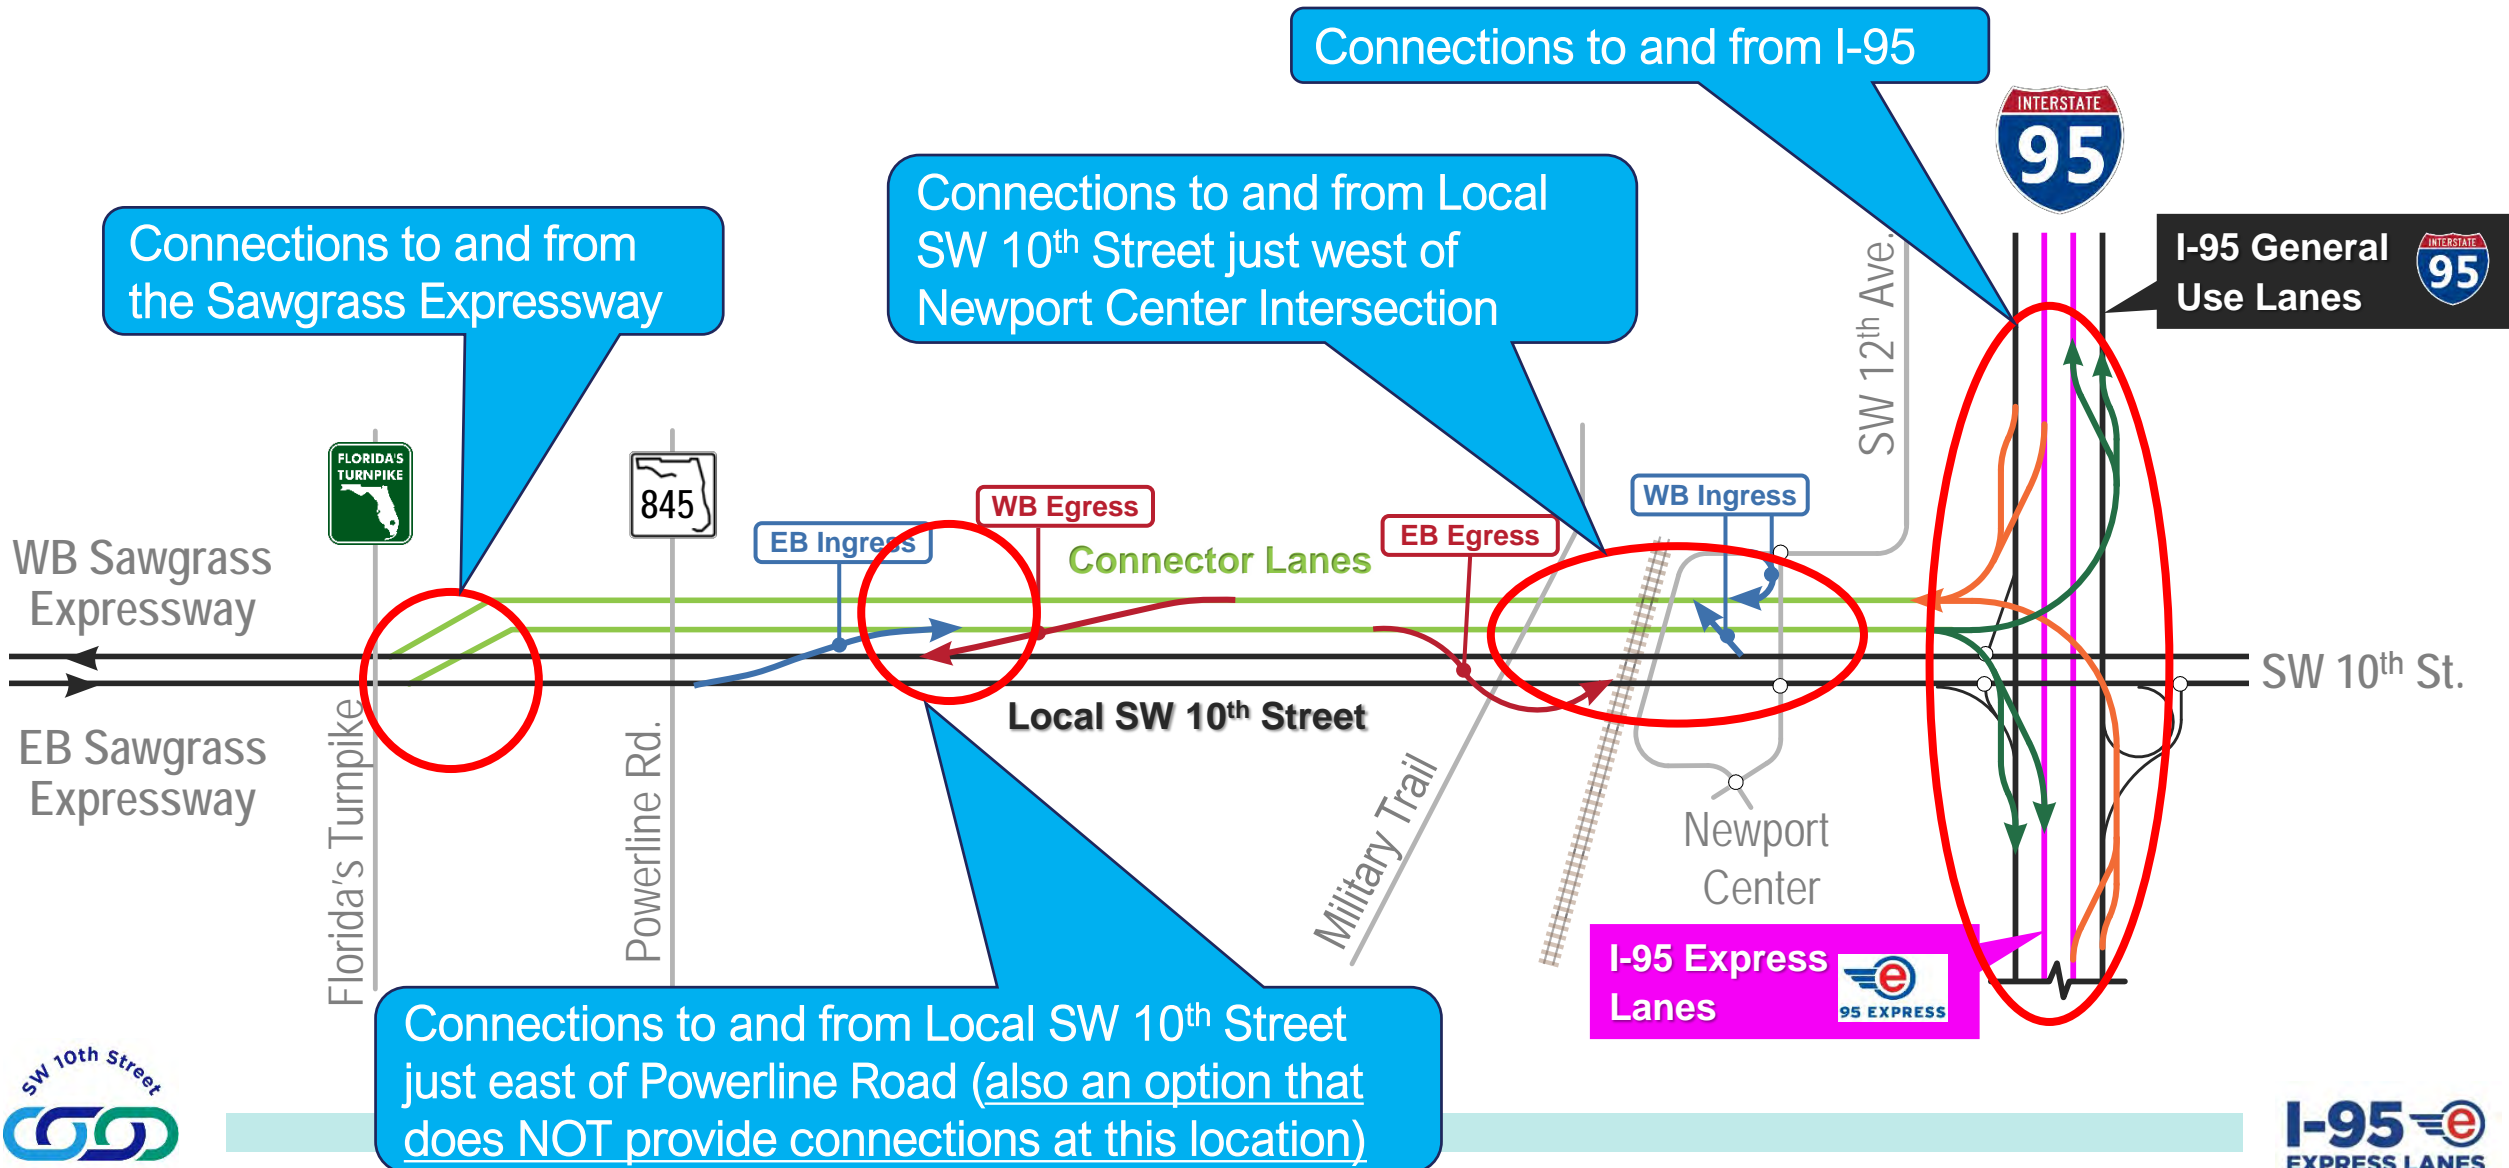 Connections to and from I-95
INTERSTATE
95
Connections to and from Local
SW 10th Street just west of
Newport Center Intersection
Connections to and from
the Sawgrass Expressway
I-95 General
Use Lanes
INTERSTATE
95
SW 12th Ave.
FLORIDA'S
TURNPIKE
845
WB Egress
WB Ingress
EB Ingress
EB Egress
Connector Lanes
WB Sawgrass
Expressway
SW 10th St.
Local SW 10th Street
EB Sawgrass
Expressway
Florida's Turnpike
Powerline Rd.
Military Trail
Newport
Center
I-95 Express
Lanes
e
95 EXPRESS
Connections to and from Local SW 10th Street
just east of Powerline Road (also an option that
does NOT provide connections at this location)
SW 10th Street
I-95 e
EXPRESS LANES